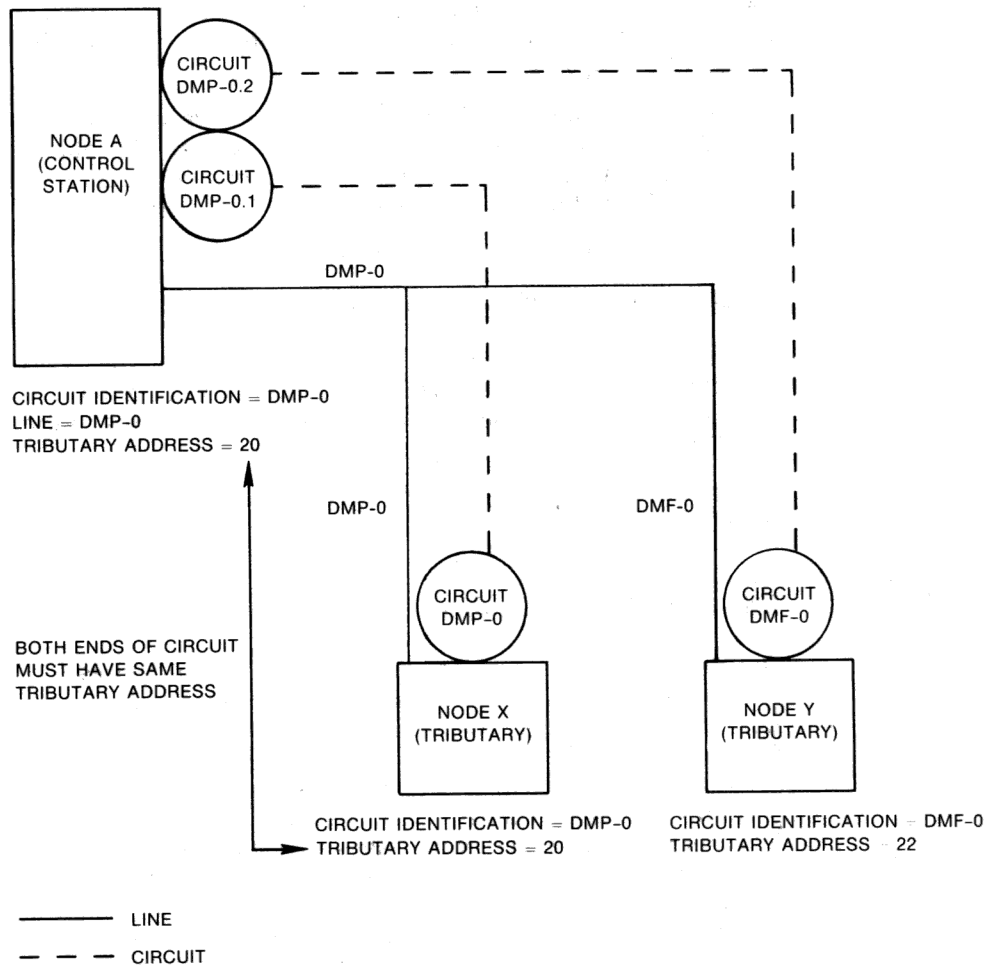 CIRCUIT
DMP-0.2
NODE A
(CONTROL
STATION)
CIRCUIT
DMP-0.1
DMP-0
CIRCUIT IDENTIFICATION = DMP-0
LINE = DMP-0
TRIBUTARY ADDRESS = 20
DMP-0
DMF-0
CIRCUIT
DMP-0
CIRCUIT
DMF-0
BOTH ENDS OF CIRCUIT
MUST HAVE SAME
TRIBUTARY ADDRESS
NODE X
(TRIBUTARY)
NODE Y
(TRIBUTARY)
CIRCUIT IDENTIFICATION = DMP-0
TRIBUTARY ADDRESS = 20
CIRCUIT IDENTIFICATION = DMF-0
TRIBUTARY ADDRESS = 22
LINE
CIRCUIT